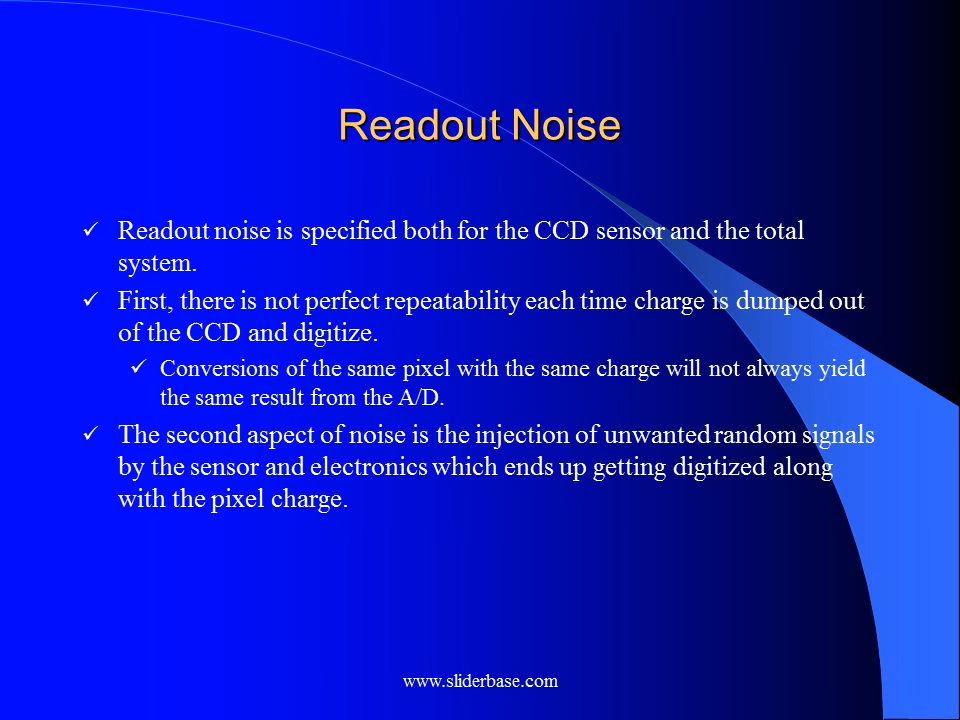 Readout Noise
✓ Readout noise is specified both for the CCD sensor and the total
system.
✓ First, there is not perfect repeatability each time charge is dumped out
of the CCD and digitize.
✓ Conversions of the same pixel with the same charge will not always yield
the same result from the A/D.
✓ The second aspect of noise is the injection of unwanted random signals
by the sensor and electronics which ends up getting digitized along
with the pixel charge.
www.sliderbase.com